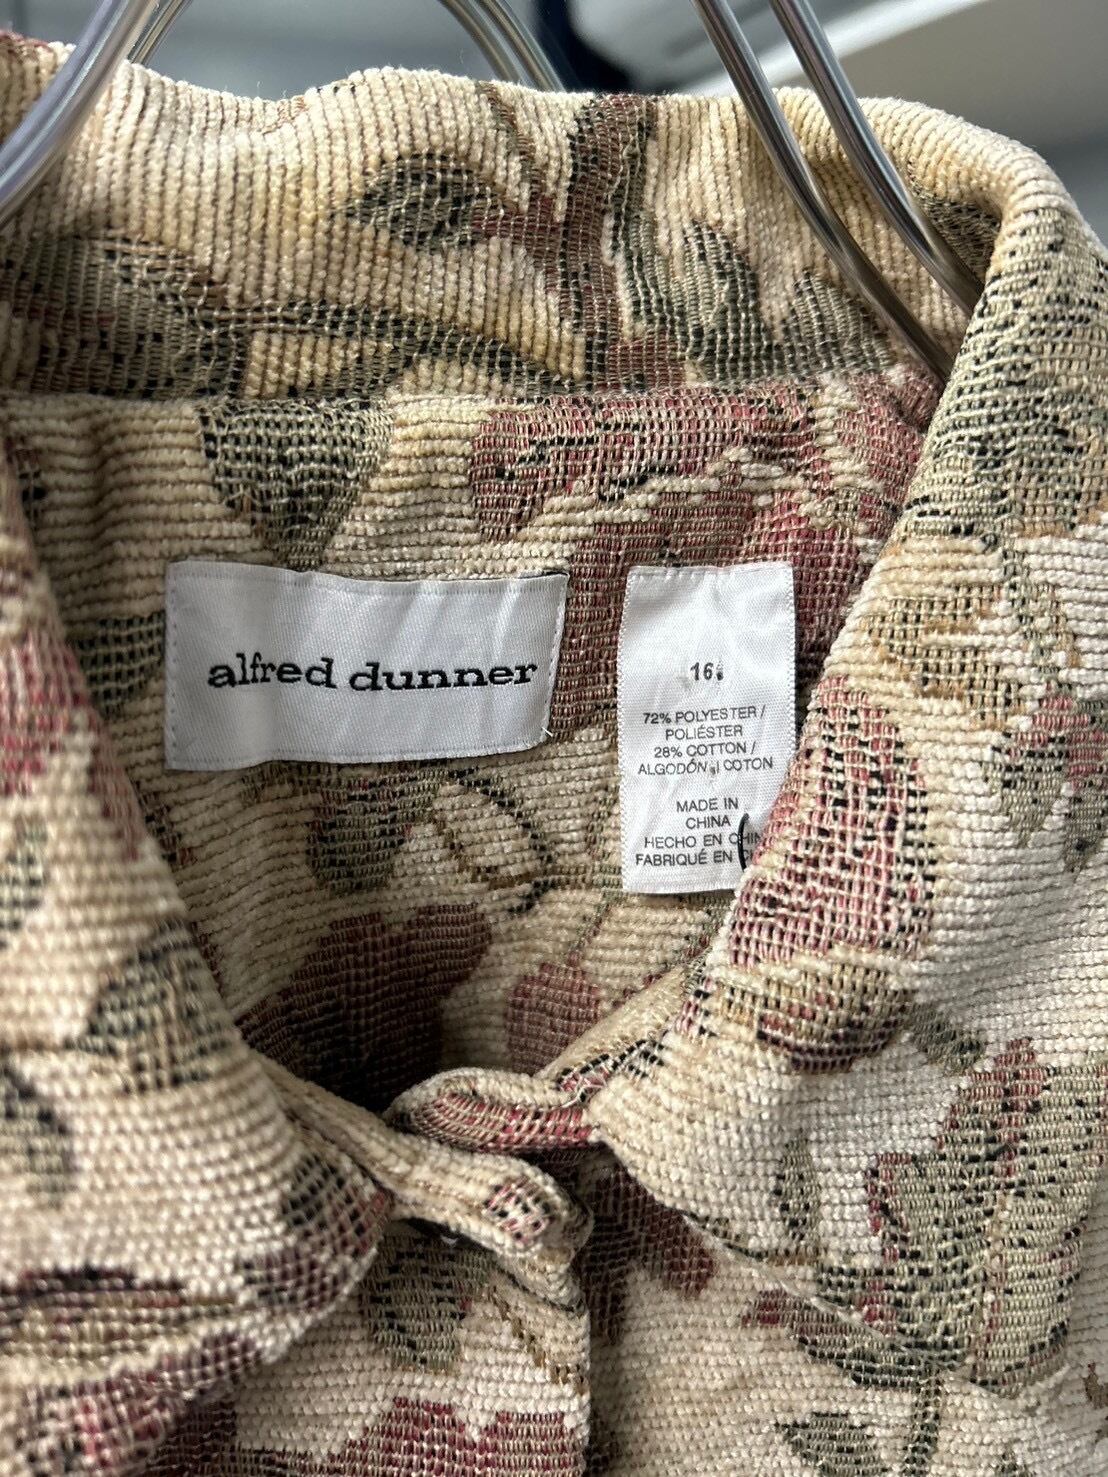 alfred dunner
16
72% POLYESTER /
POLIÉSTER
28% COTTON /
ALGODÓN / COTON
MADE IN
CHINA
HECHO EN
FABRIQUÉ EN